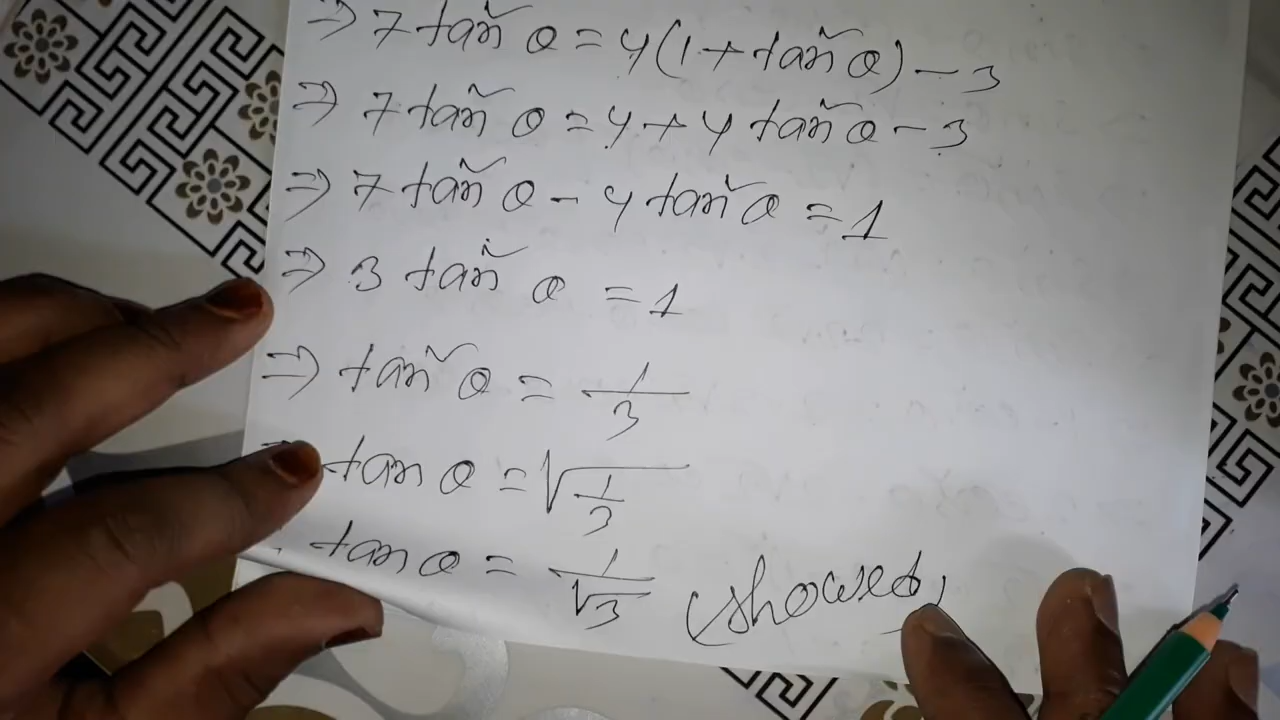 ⇒ 7 tan²θ = 4(1 + tan²θ) - 3
⇒ 7 tan²θ = 4 + 4 tan²θ - 3
⇒ 7 tan²θ - 4 tan²θ = 1
⇒ 3 tan²θ = 1
⇒ tan²θ = 1/3
⇒ tan θ = √(1/3)
tan θ = 1/√3 (showed)